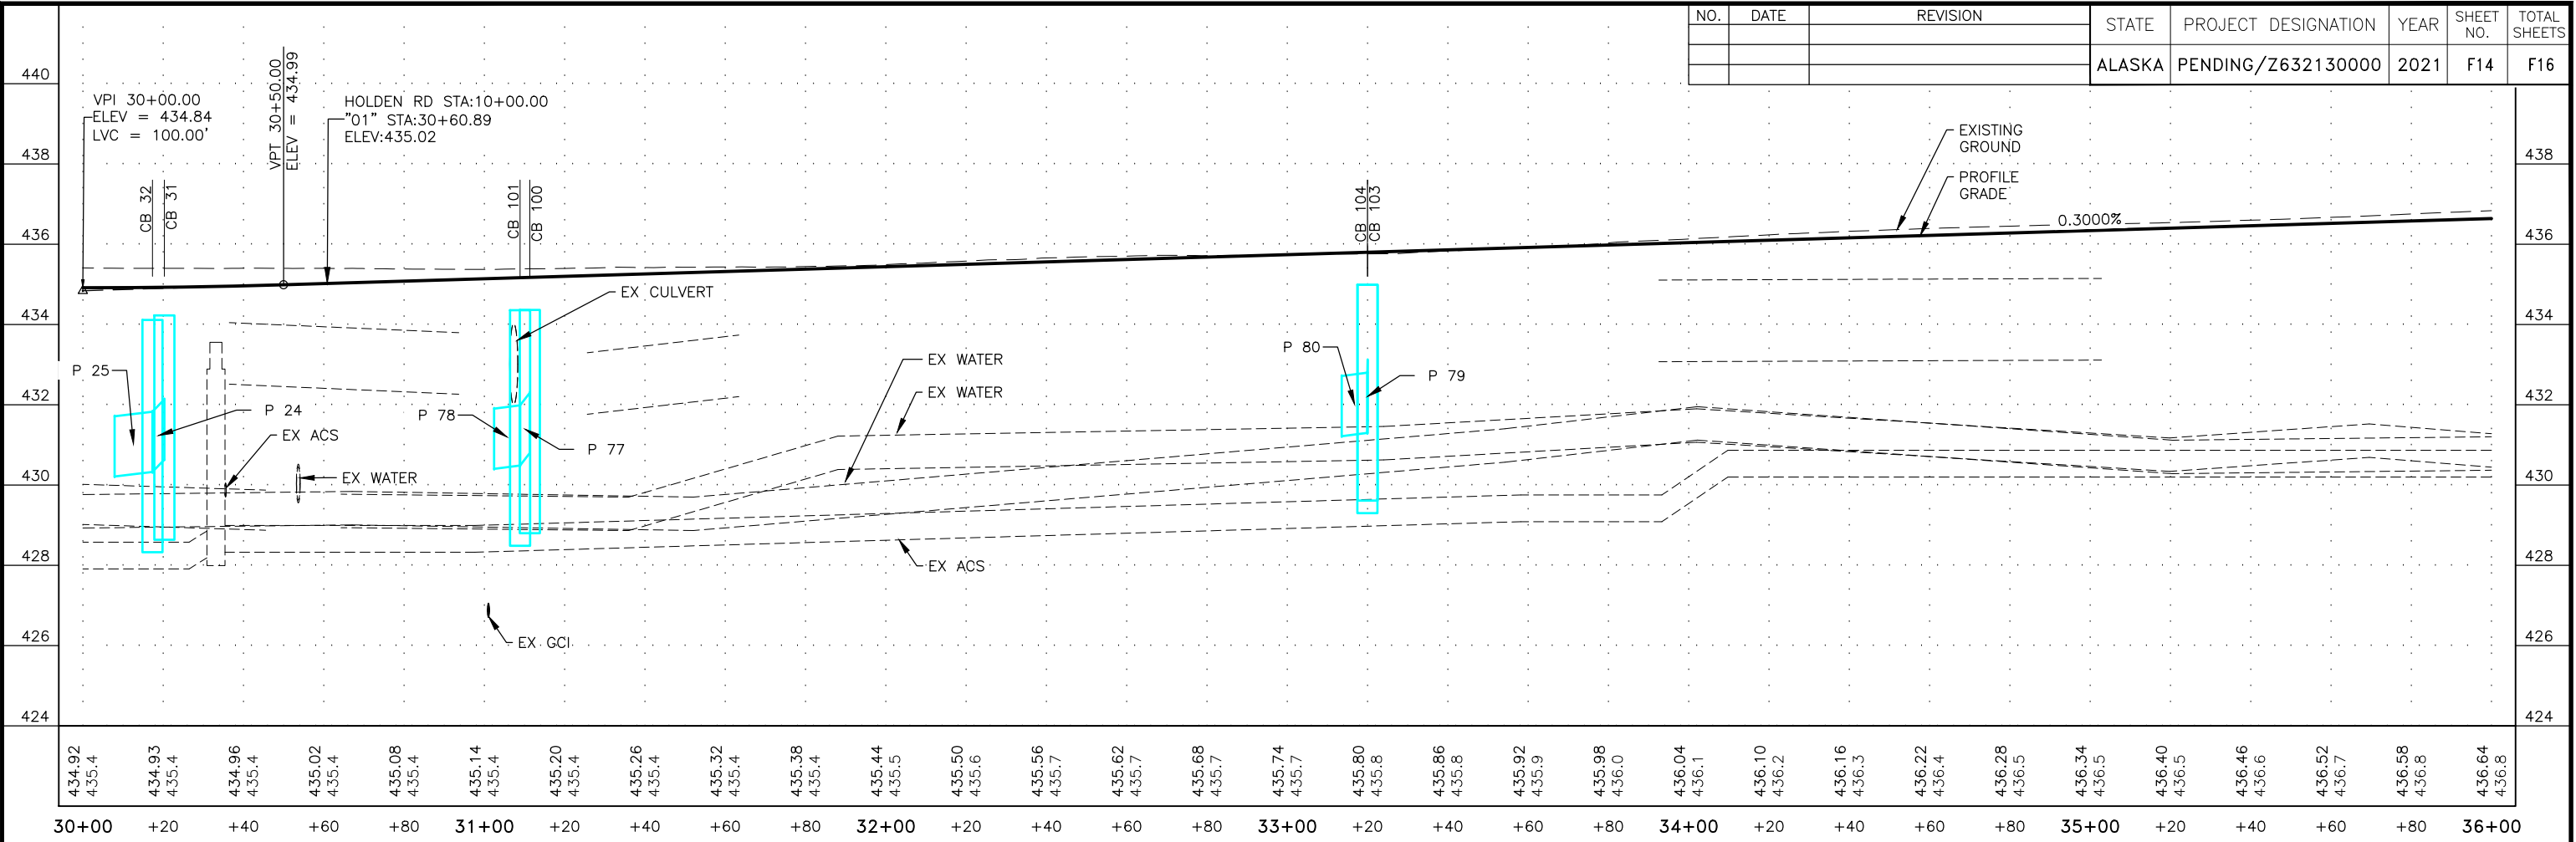 NO. DATE REVISION
STATE PROJECT DESIGNATION YEAR SHEET NO. TOTAL SHEETS
ALASKA PENDING/Z632130000 2021 F14 F16
440
438
436
434
432
430
428
426
424
VPI 30+00.00
ELEV = 434.84
LVC = 100.00'
CB 32
CB 31
VPT 30+50.00
ELEV = 434.99
HOLDEN RD STA:10+00.00
"01" STA:30+60.89
ELEV:435.02
CB 101
CB 100
CB 104
CB 103
EXISTING
GROUND
PROFILE
GRADE
0.3000%
EX CULVERT
P 25
P 24
EX ACS
EX WATER
P 78
P 77
EX WATER
EX WATER
EX ACS
EX GCI
P 80
P 79
438
436
434
432
430
428
426
424
434.92 434.93 434.96 435.02 435.08 435.14 435.20 435.26 435.32 435.38 435.44 435.50 435.56 435.62 435.68 435.74 435.80 435.86 435.92 435.98 436.04 436.10 436.16 436.22 436.28 436.34 436.40 436.46 436.52 436.58 436.64
435.4 435.4 435.4 435.4 435.4 435.4 435.4 435.4 435.4 435.4 435.5 435.6 435.7 435.7 435.7 435.7 435.8 435.8 435.9 436.0 436.1 436.2 436.3 436.4 436.5 436.5 436.5 436.6 436.7 436.8 436.8
30+00 +20 +40 +60 +80 31+00 +20 +40 +60 +80 32+00 +20 +40 +60 +80 33+00 +20 +40 +60 +80 34+00 +20 +40 +60 +80 35+00 +20 +40 +60 +80 36+00